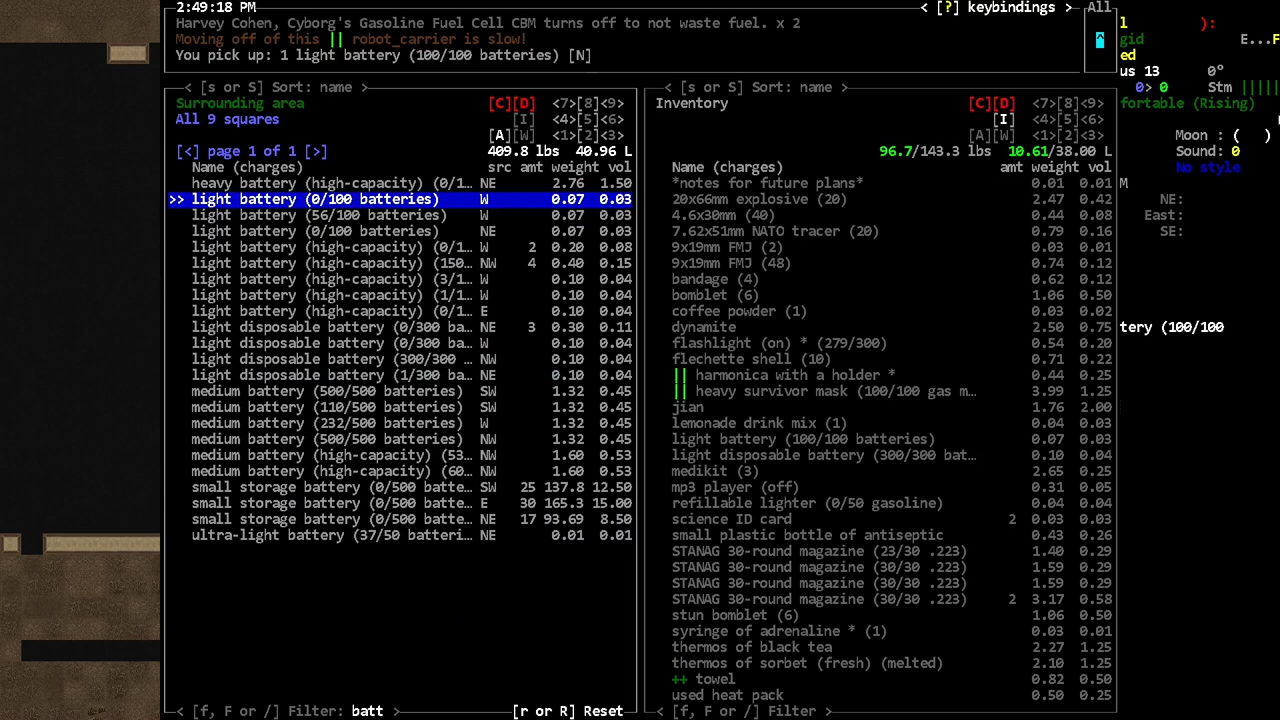 2:49:18 PM < [?] keybindings > All
Harvey Cohen, Cyborg's Gasoline Fuel Cell CBM turns off to not waste fuel. x 2
Moving off of this || robot_carrier is slow!
You pick up: 1 light battery (100/100 batteries) [N]
l ):
gid E...F
ed
us 13 0°
0> 0 Stm |||||
fortable (Rising)
Moon : ( )
Sound: 0
No style
M
NE:
East:
SE:
tery (100/100
< [s or S] Sort: name >
Surrounding area [C][D] <7>[8]<9>
All 9 squares [I] <4>[5]<6>
[A][W] <1>[2]<3>
[<] page 1 of 1 [>] 409.8 lbs 40.96 L
Name (charges) src amt weight vol
heavy battery (high-capacity) (0/1… NE 2.76 1.50
>> light battery (0/100 batteries) W 0.07 0.03
light battery (56/100 batteries) W 0.07 0.03
light battery (0/100 batteries) NE 0.07 0.03
light battery (high-capacity) (0/1… W 2 0.20 0.08
light battery (high-capacity) (150… NW 4 0.40 0.15
light battery (high-capacity) (3/1… W 0.10 0.04
light battery (high-capacity) (1/1… W 0.10 0.04
light battery (high-capacity) (0/1… E 0.10 0.04
light disposable battery (0/300 ba… NE 3 0.30 0.11
light disposable battery (0/300 ba… W 0.10 0.04
light disposable battery (300/300 … NW 0.10 0.04
light disposable battery (1/300 ba… NE 0.10 0.04
medium battery (500/500 batteries) SW 1.32 0.45
medium battery (110/500 batteries) SW 1.32 0.45
medium battery (232/500 batteries) W 1.32 0.45
medium battery (500/500 batteries) NW 1.32 0.45
medium battery (high-capacity) (53… NW 1.60 0.53
medium battery (high-capacity) (60… W 1.60 0.53
small storage battery (0/500 batte… SW 25 137.8 12.50
small storage battery (0/500 batte… E 30 165.3 15.00
small storage battery (0/500 batte… NE 17 93.69 8.50
ultra-light battery (37/50 batteri… NE 0.01 0.01
< [f, F or /] Filter: batt > [r or R] Reset
< [s or S] Sort: name >
Inventory [C][D] <7>[8]<9>
[I] <4>[5]<6>
[A][W] <1>[2]<3>
96.7/143.3 lbs 10.61/38.00 L
Name (charges) amt weight vol
*notes for future plans* 0.01 0.01
20x66mm explosive (20) 2.47 0.42
4.6x30mm (40) 0.44 0.08
7.62x51mm NATO tracer (20) 0.79 0.16
9x19mm FMJ (2) 0.03 0.01
9x19mm FMJ (48) 0.74 0.12
bandage (4) 0.62 0.12
bomblet (6) 1.06 0.50
coffee powder (1) 0.03 0.02
dynamite 2.50 0.75
flashlight (on) * (279/300) 0.54 0.20
flechette shell (10) 0.71 0.22
|| harmonica with a holder * 0.44 0.25
|| heavy survivor mask (100/100 gas m… 3.99 1.25
jian 1.76 2.00
lemonade drink mix (1) 0.04 0.03
light battery (100/100 batteries) 0.07 0.03
light disposable battery (300/300 bat… 0.10 0.04
medikit (3) 2.65 0.25
mp3 player (off) 0.31 0.05
refillable lighter (0/50 gasoline) 0.04 0.04
science ID card 2 0.03 0.03
small plastic bottle of antiseptic 0.43 0.26
STANAG 30-round magazine (23/30 .223) 1.40 0.29
STANAG 30-round magazine (30/30 .223) 1.59 0.29
STANAG 30-round magazine (30/30 .223) 1.59 0.29
STANAG 30-round magazine (30/30 .223) 2 3.17 0.58
stun bomblet (6) 1.06 0.50
syringe of adrenaline * (1) 0.03 0.01
thermos of black tea 2.27 1.25
thermos of sorbet (fresh) (melted) 2.10 1.25
++ towel 0.82 0.50
used heat pack 0.50 0.25
< [f, F or /] Filter >